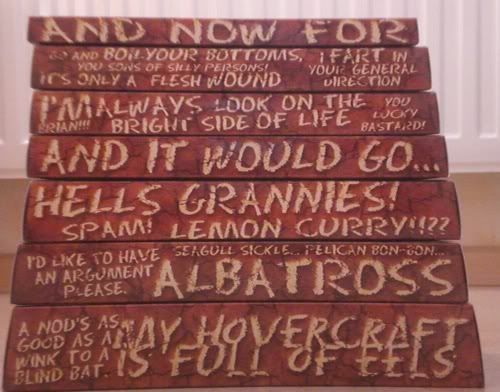 AND NOW FOR
GO AND BOIL YOUR BOTTOMS,
YOU SONS OF SILLY PERSONS!
IT'S ONLY A FLESH WOUND
I FART IN
YOUR GENERAL
DIRECTION
I'M
BRIAN!!!
ALWAYS LOOK ON THE
BRIGHT SIDE OF LIFE
YOU
LUCKY
BASTARD!
AND IT WOULD GO...
HELLS GRANNIES!
SPAM! LEMON CURRY!!??
I'D LIKE TO HAVE
AN ARGUMENT
PLEASE.
SEAGULL SICKLE... PELICAN BON-BON...
ALBATROSS
A NOD'S AS
GOOD AS A
WINK TO A
BLIND BAT..
MY HOVERCRAFT
IS FULL OF EELS